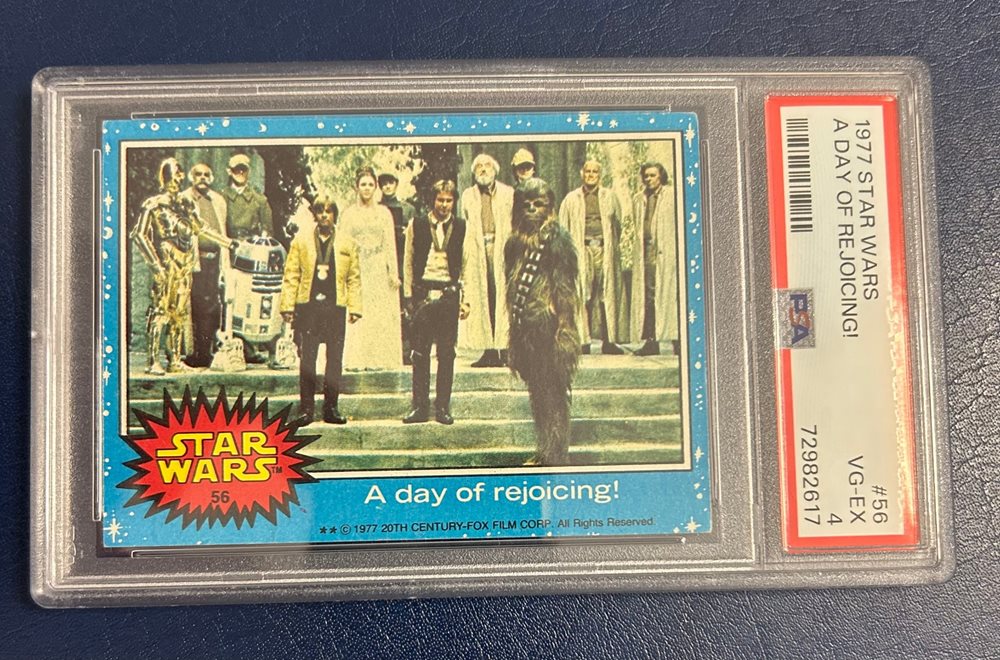 STAR
WARS™
56
A day of rejoicing!
★★ © 1977 20TH CENTURY-FOX FILM CORP. All Rights Reserved.
1977 STAR WARS #56
A DAY OF REJOICING! VG-EX
4
PSA 72982617